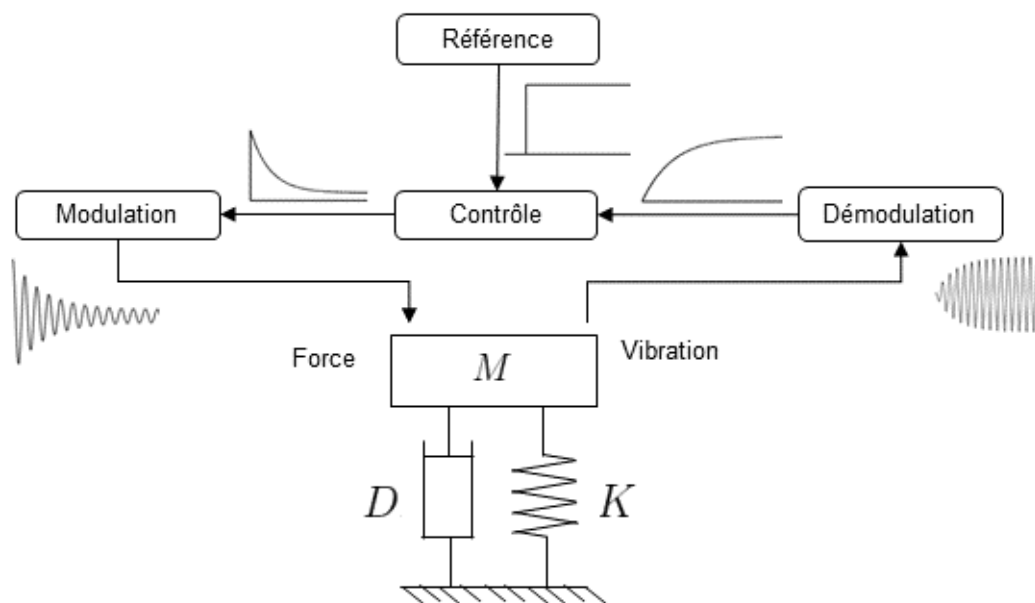 Référence
Modulation
Contrôle
Démodulation
Force
M
Vibration
D
K